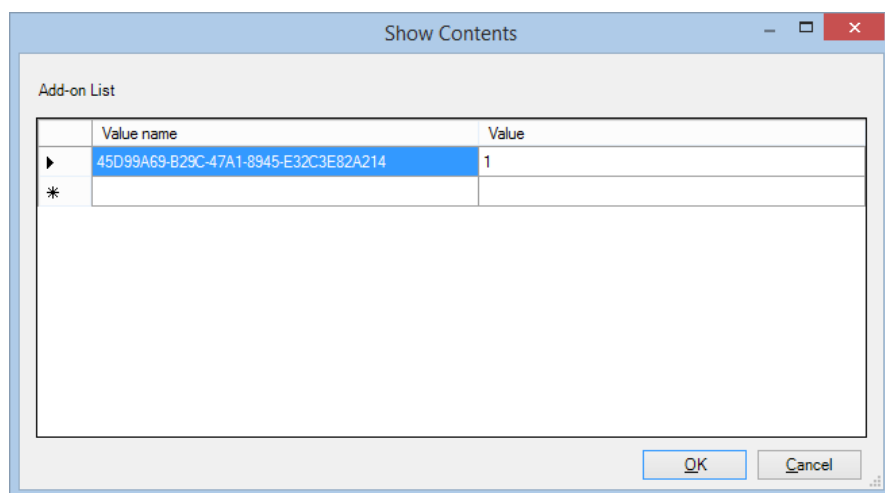 Show Contents
Add-on List
Value name Value
45D99A69-B29C-47A1-8945-E32C3E82A214 1
OK Cancel